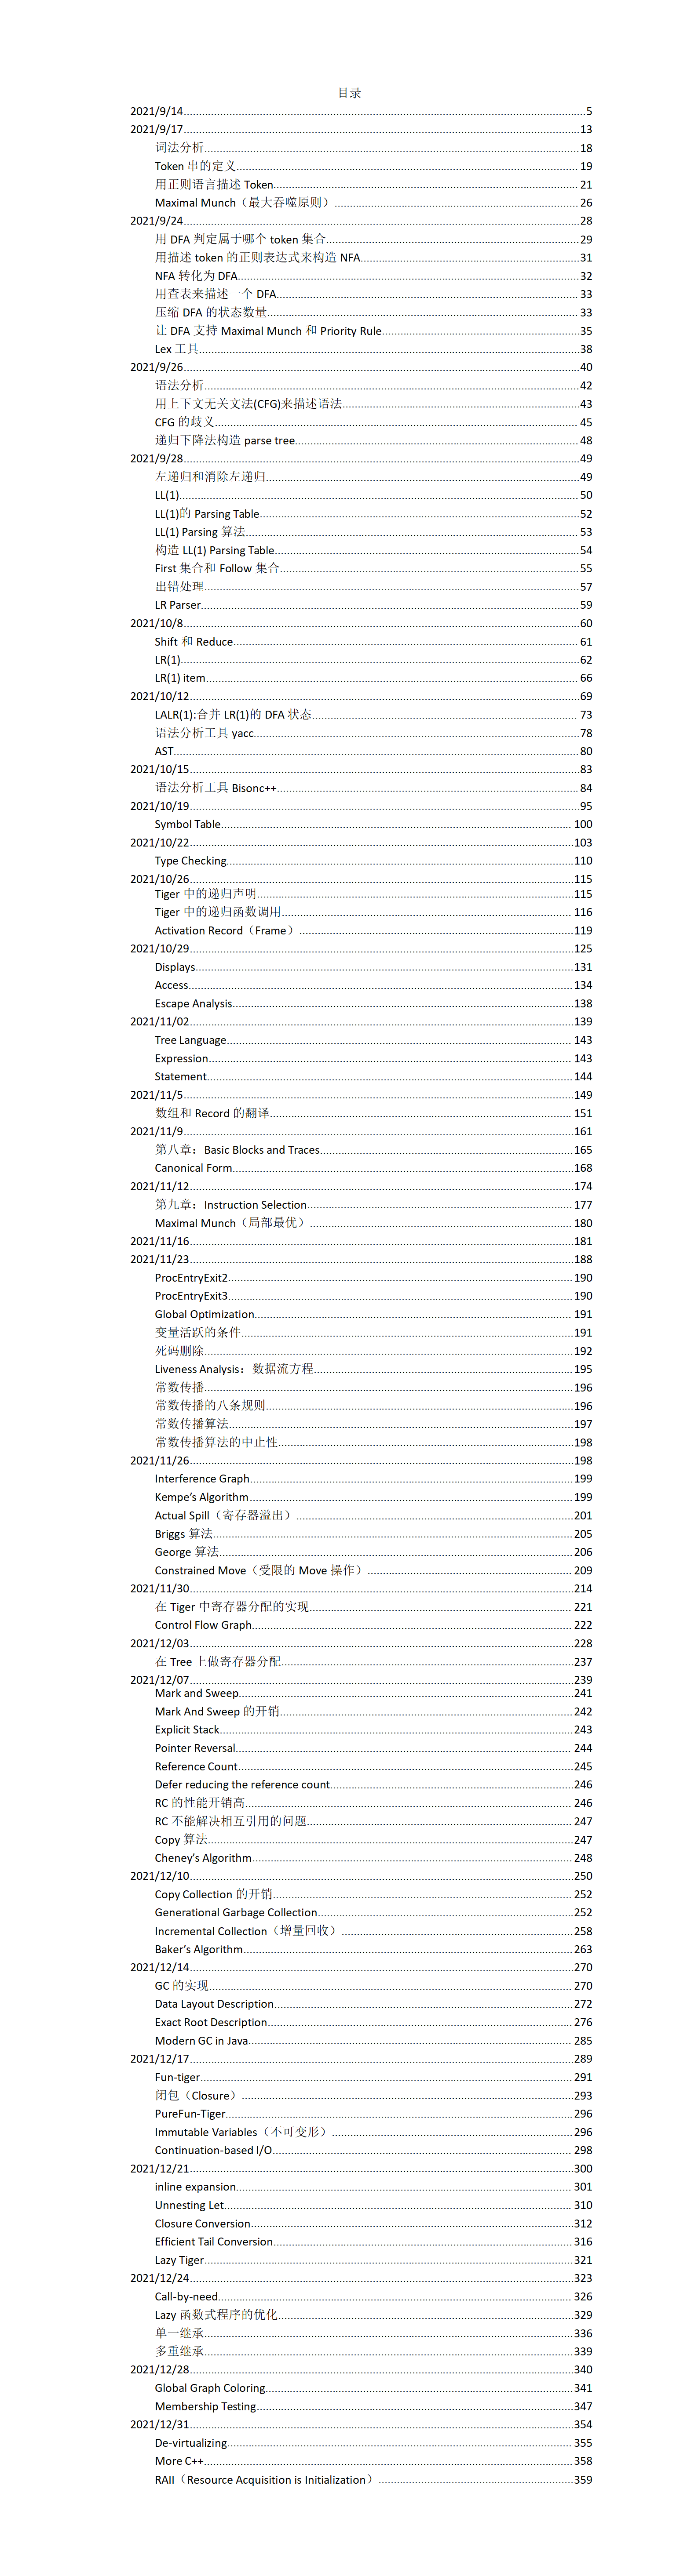 目录
2021/9/14 5
2021/9/17 13
词法分析 18
Token 串的定义 19
用正则语言描述 Token 21
Maximal Munch（最大吞噬原则） 26
2021/9/24 28
用 DFA 判定属于哪个 token 集合 29
用描述 token 的正则表达式来构造 NFA 31
NFA 转化为 DFA 32
用查表来描述一个 DFA 33
压缩 DFA 的状态数量 33
让 DFA 支持 Maximal Munch 和 Priority Rule 35
Lex 工具 38
2021/9/26 40
语法分析 42
用上下文无关文法(CFG)来描述语法 43
CFG 的歧义 45
递归下降法构造 parse tree 48
2021/9/28 49
左递归和消除左递归 49
LL(1) 50
LL(1)的 Parsing Table 52
LL(1) Parsing 算法 53
构造 LL(1) Parsing Table 54
First 集合和 Follow 集合 55
出错处理 57
LR Parser 59
2021/10/8 60
Shift 和 Reduce 61
LR(1) 62
LR(1) item 66
2021/10/12 69
LALR(1):合并 LR(1)的 DFA 状态 73
语法分析工具 yacc 78
AST 80
2021/10/15 83
语法分析工具 Bisonc++ 84
2021/10/19 95
Symbol Table 100
2021/10/22 103
Type Checking 110
2021/10/26 115
Tiger 中的递归声明 115
Tiger 中的递归函数调用 116
Activation Record（Frame） 119
2021/10/29 125
Displays 131
Access 134
Escape Analysis 138
2021/11/02 139
Tree Language 143
Expression 143
Statement 144
2021/11/5 149
数组和 Record 的翻译 151
2021/11/9 161
第八章：Basic Blocks and Traces 165
Canonical Form 168
2021/11/12 174
第九章：Instruction Selection 177
Maximal Munch（局部最优） 180
2021/11/16 181
2021/11/23 188
ProcEntryExit2 190
ProcEntryExit3 190
Global Optimization 191
变量活跃的条件 191
死码删除 192
Liveness Analysis：数据流方程 195
常数传播 196
常数传播的八条规则 196
常数传播算法 197
常数传播算法的中止性 198
2021/11/26 198
Interference Graph 199
Kempe’s Algorithm 199
Actual Spill（寄存器溢出） 201
Briggs 算法 205
George 算法 206
Constrained Move（受限的 Move 操作） 209
2021/11/30 214
在 Tiger 中寄存器分配的实现 221
Control Flow Graph 222
2021/12/03 228
在 Tree 上做寄存器分配 237
2021/12/07 239
Mark and Sweep 241
Mark And Sweep 的开销 242
Explicit Stack 243
Pointer Reversal 244
Reference Count 245
Defer reducing the reference count 246
RC 的性能开销高 246
RC 不能解决相互引用的问题 247
Copy 算法 247
Cheney’s Algorithm 248
2021/12/10 250
Copy Collection 的开销 252
Generational Garbage Collection 252
Incremental Collection（增量回收） 258
Baker’s Algorithm 263
2021/12/14 270
GC 的实现 270
Data Layout Description 272
Exact Root Description 276
Modern GC in Java 285
2021/12/17 289
Fun-tiger 291
闭包（Closure） 293
PureFun-Tiger 296
Immutable Variables（不可变形） 296
Continuation-based I/O 298
2021/12/21 300
inline expansion 301
Unnesting Let 310
Closure Conversion 312
Efficient Tail Conversion 316
Lazy Tiger 321
2021/12/24 323
Call-by-need 326
Lazy 函数式程序的优化 329
单一继承 336
多重继承 339
2021/12/28 340
Global Graph Coloring 341
Membership Testing 347
2021/12/31 354
De-virtualizing 355
More C++ 358
RAII（Resource Acquisition is Initialization） 359